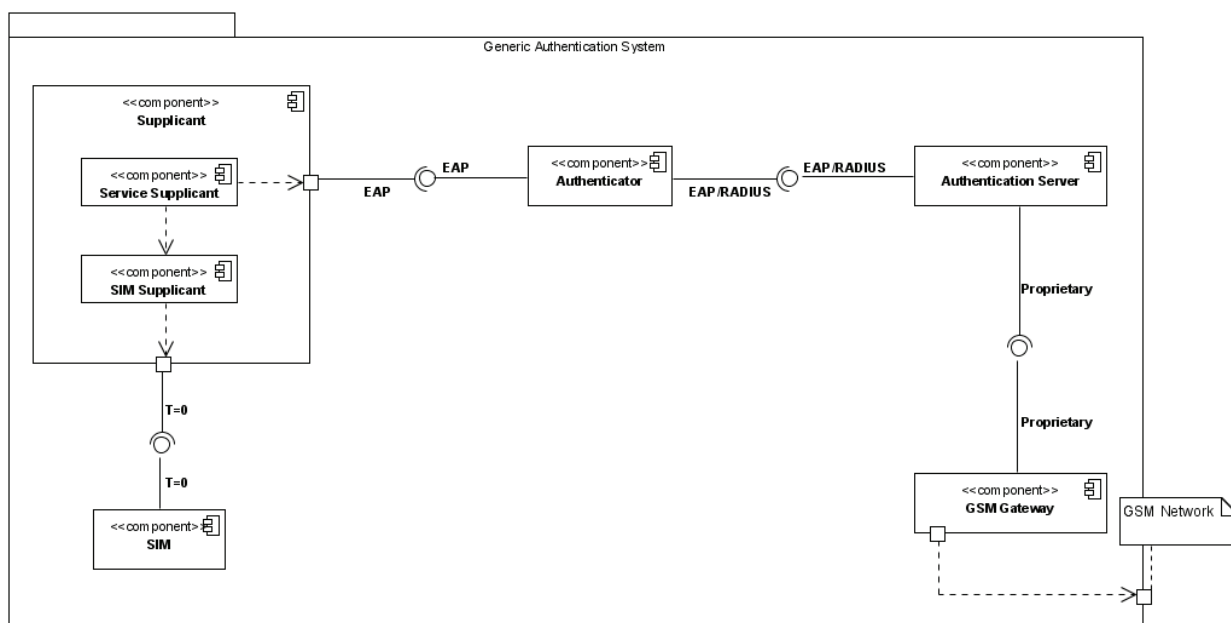 Generic Authentication System
<<component>>
Supplicant
<<component>>
Service Supplicant
EAP
EAP
<<component>>
Authenticator
EAP/RADIUS
EAP/RADIUS
<<component>>
Authentication Server
<<component>>
SIM Supplicant
Proprietary
T=0
Proprietary
T=0
<<component>>
SIM
<<component>>
GSM Gateway
GSM Network